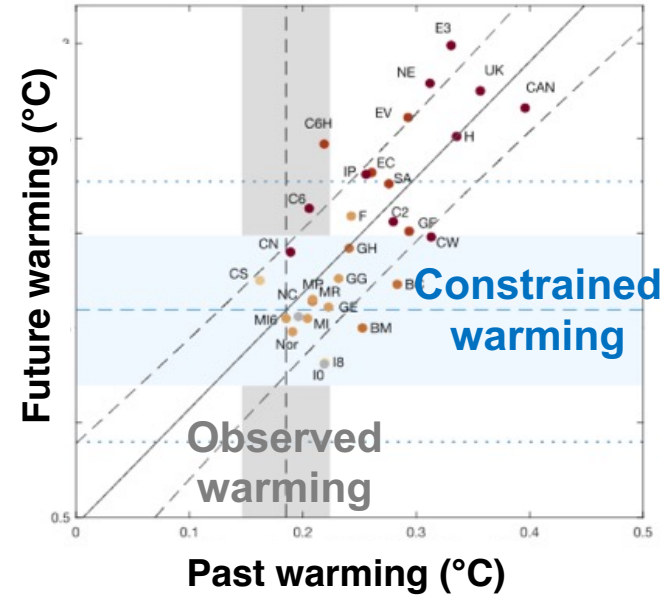 E3
NE
UK
CAN
EV
C6H
H
IP
EC
SA
C6
F
C2
GF
CW
CN
GH
CS
GG
Constrained
warming
NC
MP
MR
GE
MI6
MI
BM
Nor
I8
I0
Observed
warming
0.5
0
0.1
0.2
0.3
0.4
0.5
Past warming (°C)
Future warming (°C)